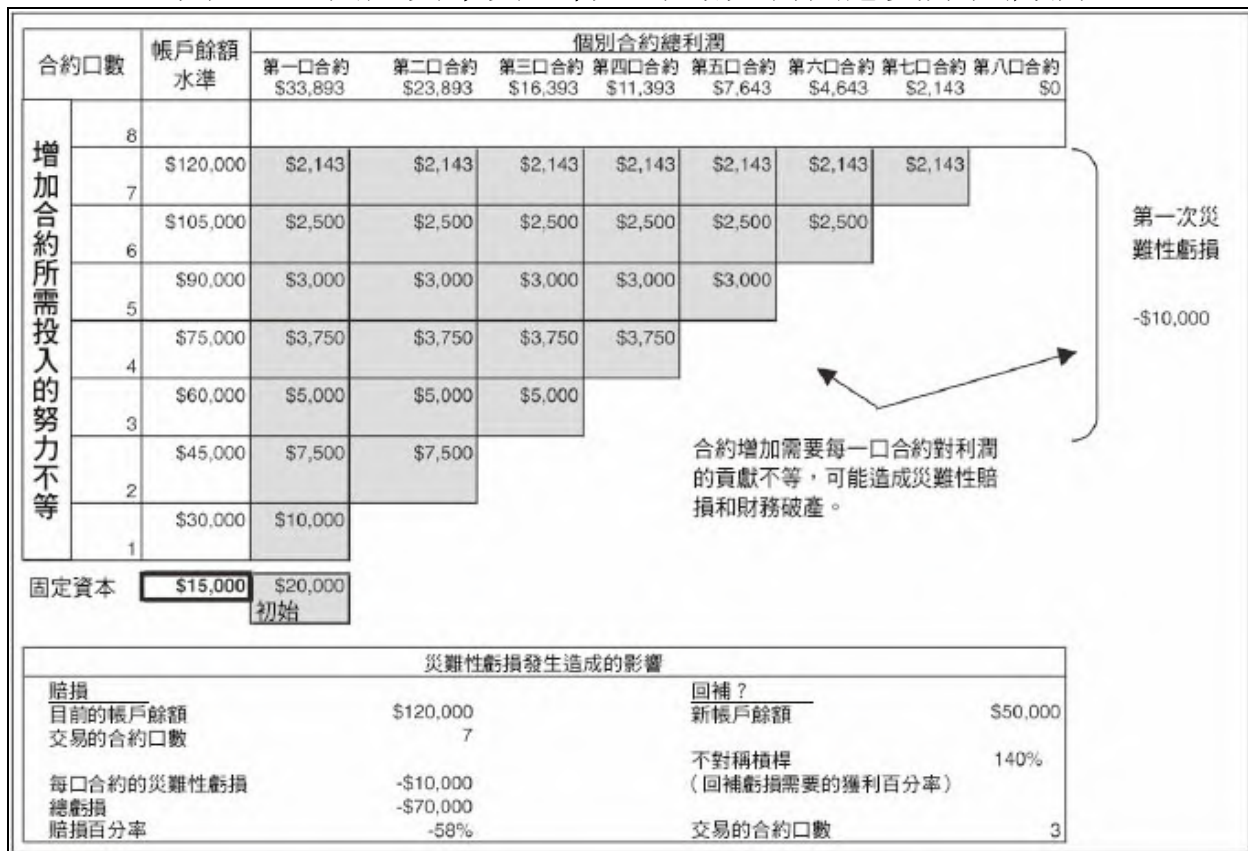 個別合約總利潤
合約口數 帳戶餘額水準 第一口合約 第二口合約 第三口合約 第四口合約 第五口合約 第六口合約 第七口合約 第八口合約
$33,893 $23,893 $16,393 $11,393 $7,643 $4,643 $2,143 $0
增加合約所需投入的努力不等
8
$120,000 $2,143 $2,143 $2,143 $2,143 $2,143 $2,143 $2,143
7
$105,000 $2,500 $2,500 $2,500 $2,500 $2,500 $2,500
6
$90,000 $3,000 $3,000 $3,000 $3,000 $3,000
5
$75,000 $3,750 $3,750 $3,750 $3,750
4
$60,000 $5,000 $5,000 $5,000
3
$45,000 $7,500 $7,500
2
$30,000 $10,000
1
固定資本 $15,000 $20,000
初始
第一次災
難性虧損
-$10,000
合約增加需要每一口合約對利潤
的貢獻不等，可能造成災難性賠
損和財務破產。
災難性虧損發生造成的影響
賠損 回補？
目前的帳戶餘額 $120,000 新帳戶餘額 $50,000
交易的合約口數 7
不對稱槓桿 140%
每口合約的災難性虧損 -$10,000 （回補虧損需要的獲利百分率）
總虧損 -$70,000
賠損百分率 -58% 交易的合約口數 3